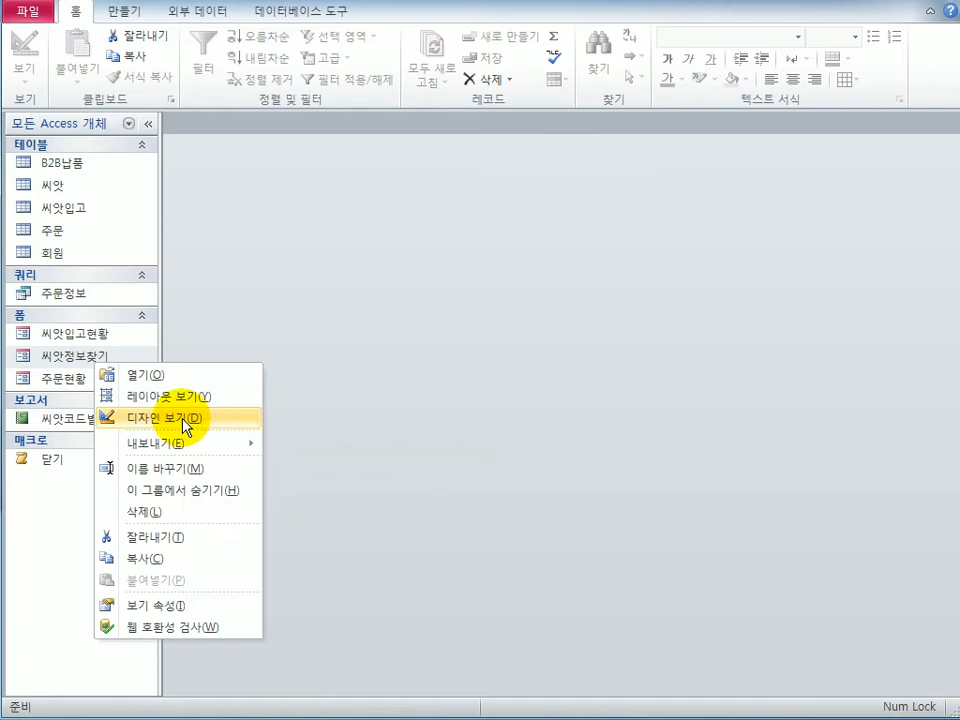 파일 홈 만들기 외부 데이터 데이터베이스 도구
보기
보기
붙여넣기
잘라내기
복사
서식 복사
클립보드
필터
오름차순
내림차순
정렬 제거
선택 영역
고급
필터 적용/해제
정렬 및 필터
모두 새로
고침
새로 만들기
저장
삭제
레코드
찾기
찾기
가 가 가
가
텍스트 서식
모든 Access 개체
테이블
B2B납품
씨앗
씨앗입고
주문
회원
쿼리
주문정보
폼
씨앗입고현황
씨앗정보찾기
주문현황
보고서
씨앗코드별
매크로
닫기
열기(O)
레이아웃 보기(Y)
디자인 보기(D)
내보내기(E)
이름 바꾸기(M)
이 그룹에서 숨기기(H)
삭제(L)
잘라내기(T)
복사(C)
붙여넣기(P)
보기 속성(I)
웹 호환성 검사(W)
준비
Num Lock